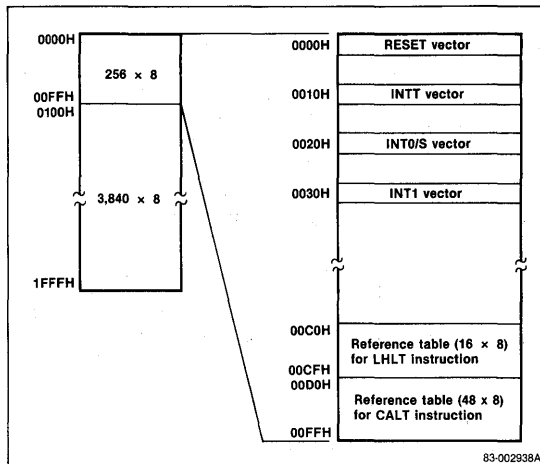 0000H
256 × 8
00FFH
0100H
3,840 × 8
1FFFH
0000H
RESET vector
0010H
INTT vector
0020H
INT0/S vector
0030H
INT1 vector
00C0H
Reference table (16 × 8)
for LHLT instruction
00CFH
00D0H
Reference table (48 x 8)
for CALT instruction
00FFH
83-002938A